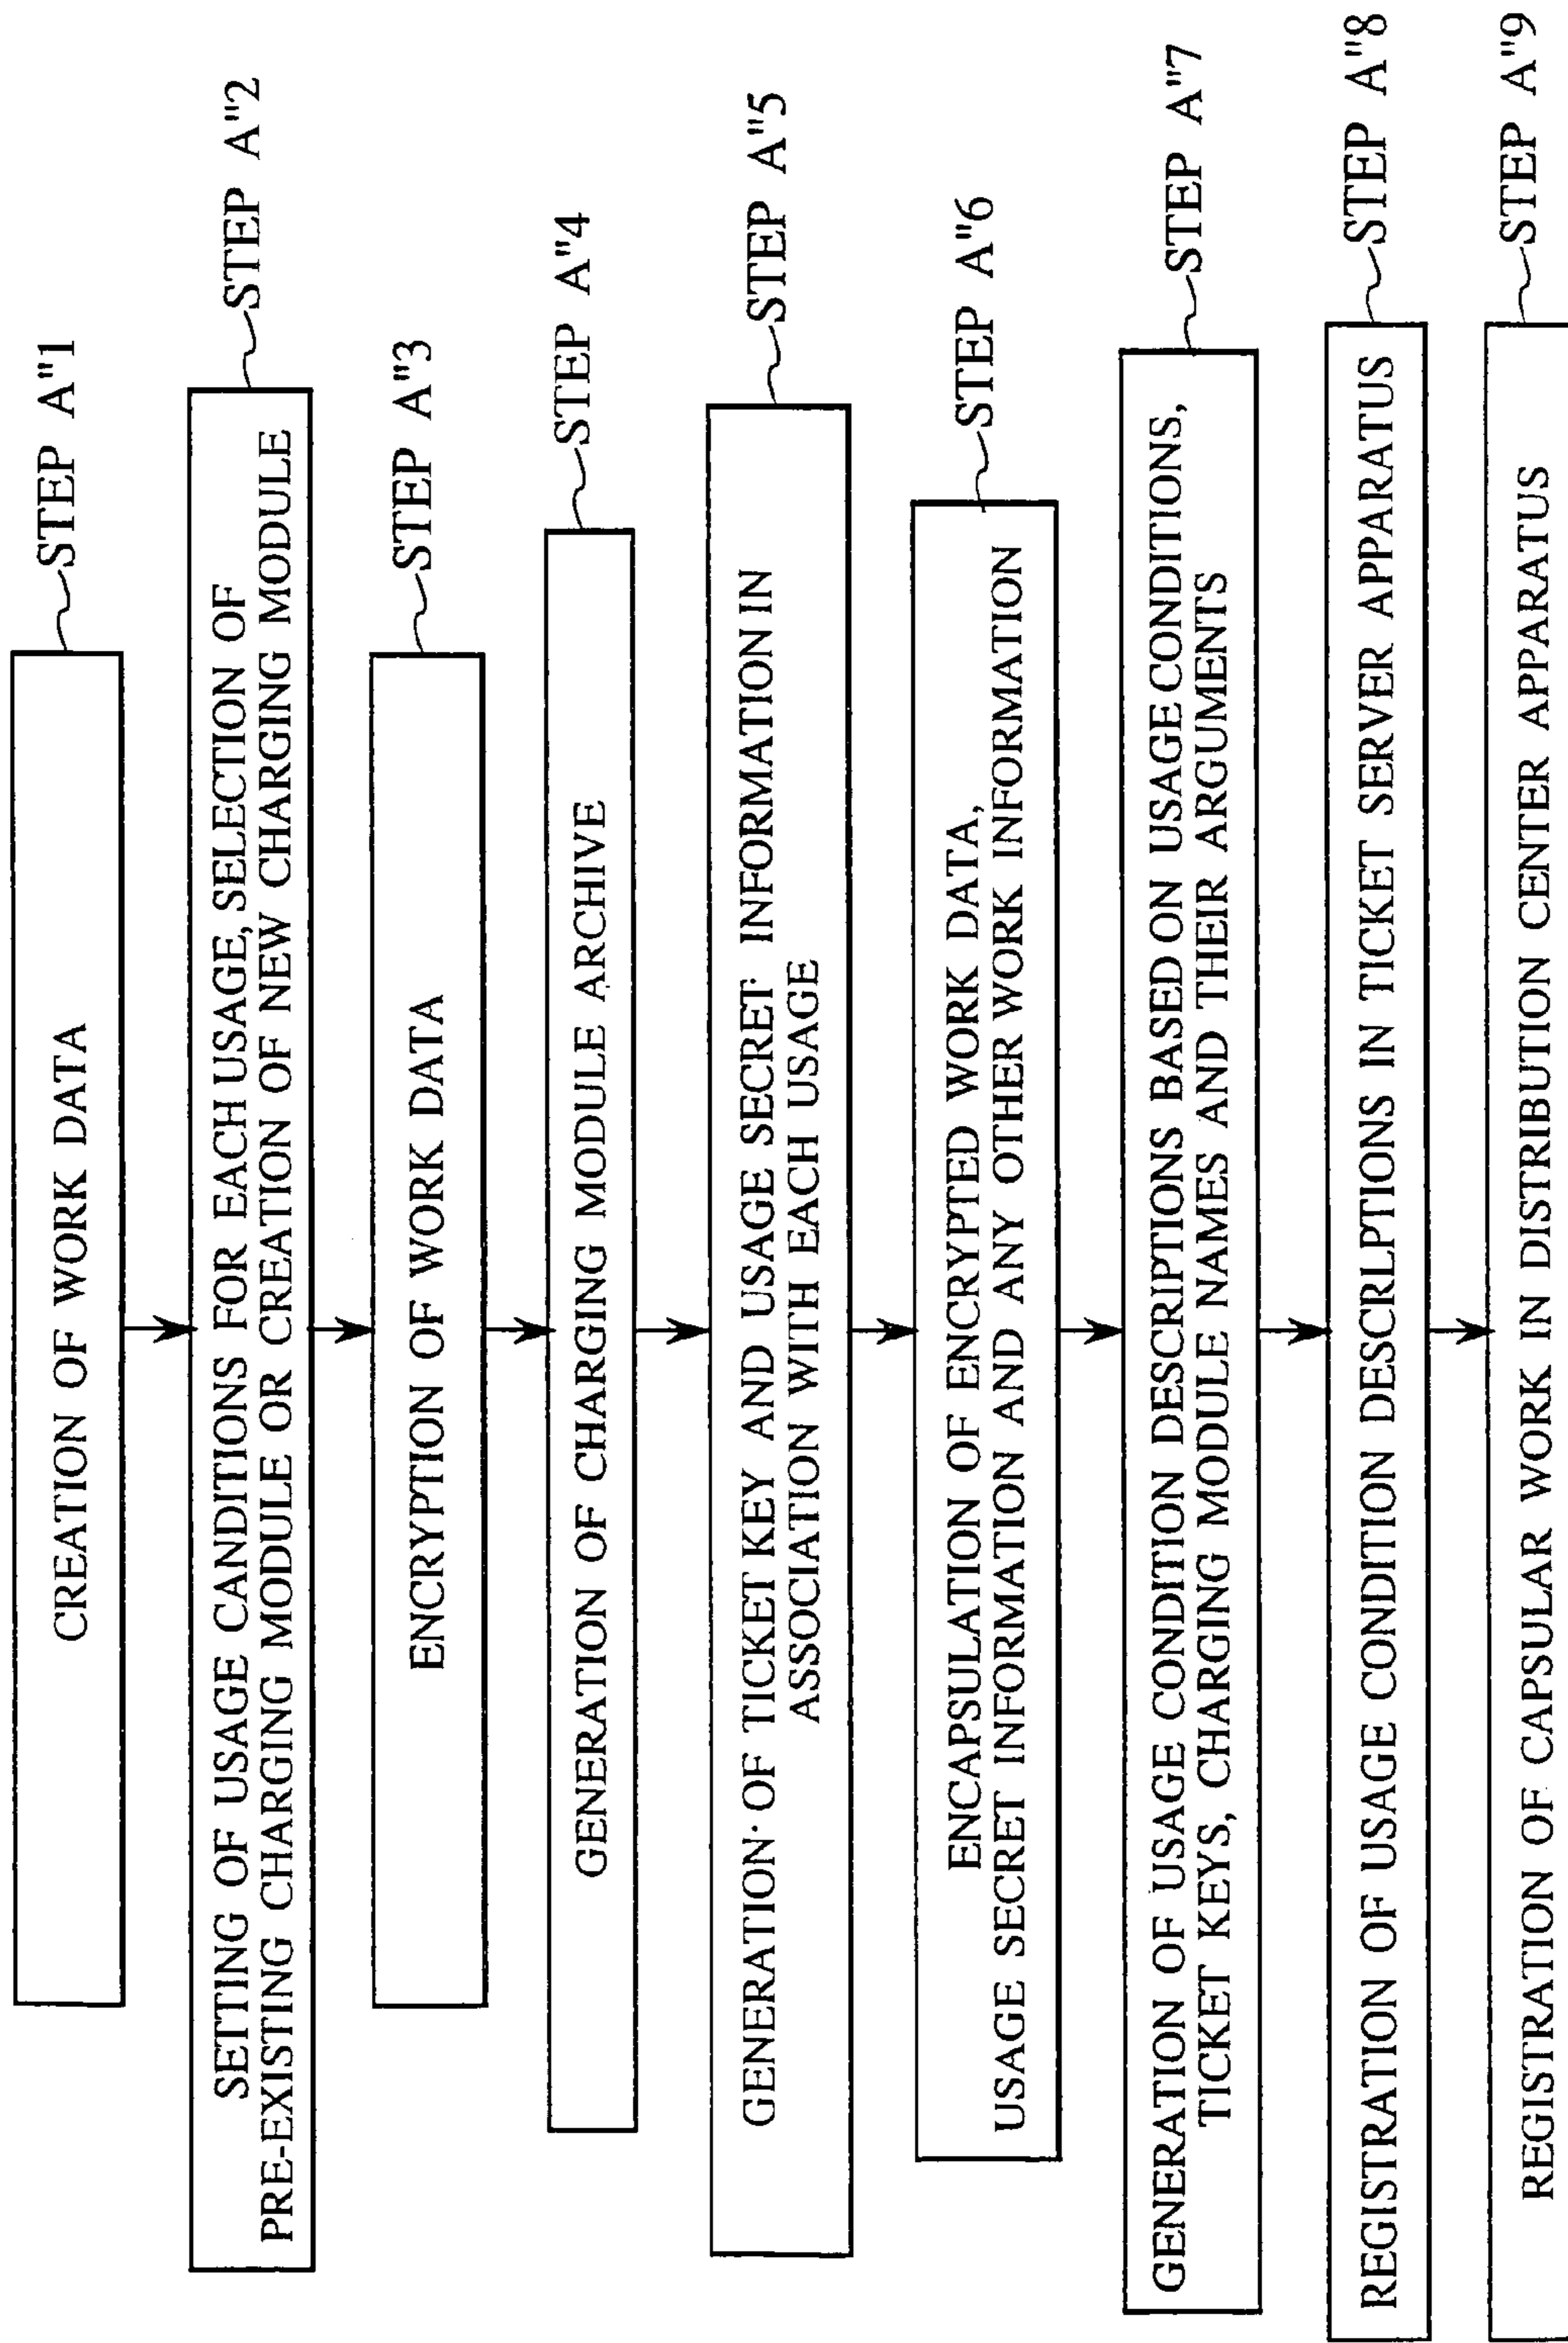 CREATION OF WORK DATA
STEP A"1
SETTING OF USAGE CANDITIONS FOR EACH USAGE, SELECTION OF
PRE-EXISTING CHARGING MODULE OR CREATION OF NEW CHARGING MODULE
STEP A"2
ENCRYPTION OF WORK DATA
STEP A"3
GENERATION OF CHARGING MODULE ARCHIVE
STEP A"4
GENERATION OF TICKET KEY AND USAGE SECRET INFORMATION IN
ASSOCIATION WITH EACH USAGE
STEP A"5
ENCAPSULATION OF ENCRYPTED WORK DATA,
USAGE SECRET INFORMATION AND ANY OTHER WORK INFORMATION
STEP A"6
GENERATION OF USAGE CONDITION DESCRIPTIONS BASED ON USAGE CONDITIONS,
TICKET KEYS, CHARGING MODULE NAMES AND THEIR ARGUMENTS
STEP A"7
REGISTRATION OF USAGE CONDITION DESCRLPTIONS IN TICKET SERVER APPARATUS
STEP A"8
REGISTRATION OF CAPSULAR WORK IN DISTRIBUTION CENTER APPARATUS
STEP A"9